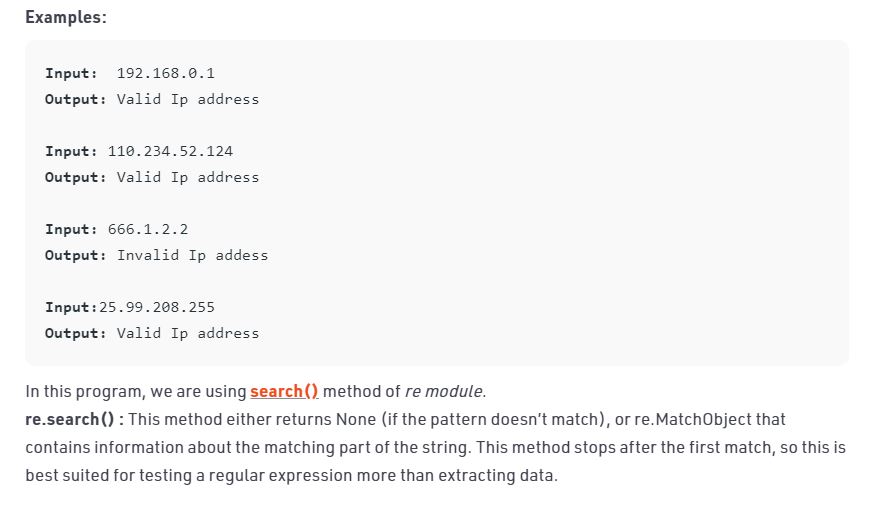 Examples:
Input:  192.168.0.1
Output: Valid Ip address
Input: 110.234.52.124
Output: Valid Ip address
Input: 666.1.2.2
Output: Invalid Ip addess
Input:25.99.208.255
Output: Valid Ip address
In this program, we are using search() method of re module.
re.search() : This method either returns None (if the pattern doesn’t match), or re.MatchObject that
contains information about the matching part of the string. This method stops after the first match, so this is
best suited for testing a regular expression more than extracting data.